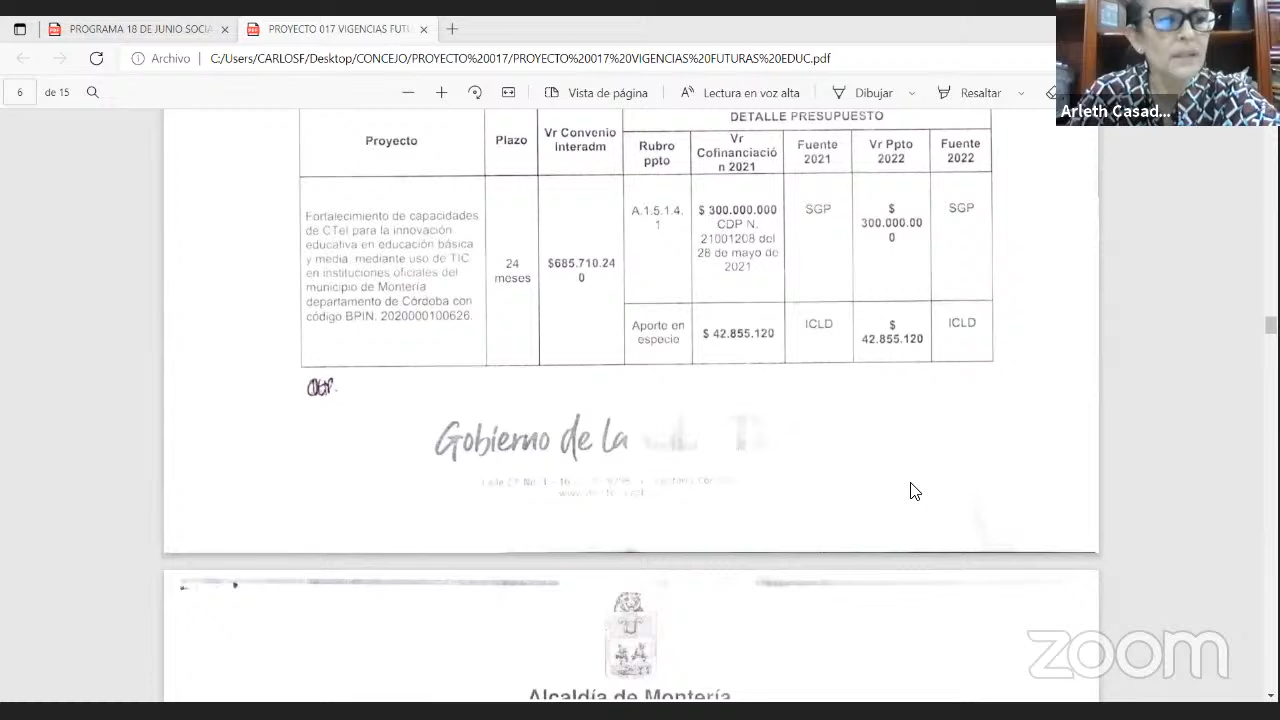 PROGRAMA 18 DE JUNIO SOCIA
PROYECTO 017 VIGENCIAS FUTU
Archivo
C:/Users/CARLOSF/Desktop/CONCEJO/PROYECTO%20017/PROYECTO%20017%20VIGENCIAS%20FUTURAS%20EDUC.pdf
6 de 15
Vista de página
Lectura en voz alta
Dibujar
Resaltar
Arleth Casad...
DETALLE PRESUPUESTO
Proyecto
Plazo
Vr Convenio
Interadm
Rubro
ppto
Vr
Cofinanciació
n 2021
Fuente
2021
Vr Ppto
2022
Fuente
2022
Fortalecimiento de capacidades
de CTeI para la innovación
educativa en educación básica
y media, mediante uso de TIC
en instituciones oficiales del
municipio de Montería
departamento de Córdoba con
código BPIN. 2020000100626.
24
meses
$685.710.24
0
A.1.5.1.4.
1
$ 300.000.000
CDP N.
21001208 del
28 de mayo de
2021
SGP
$
300.000.00
0
SGP
Aporte en
especie
$ 42.855.120
ICLD
$
42.855.120
ICLD
Gobierno de la
Alcaldía de Montería
zoom